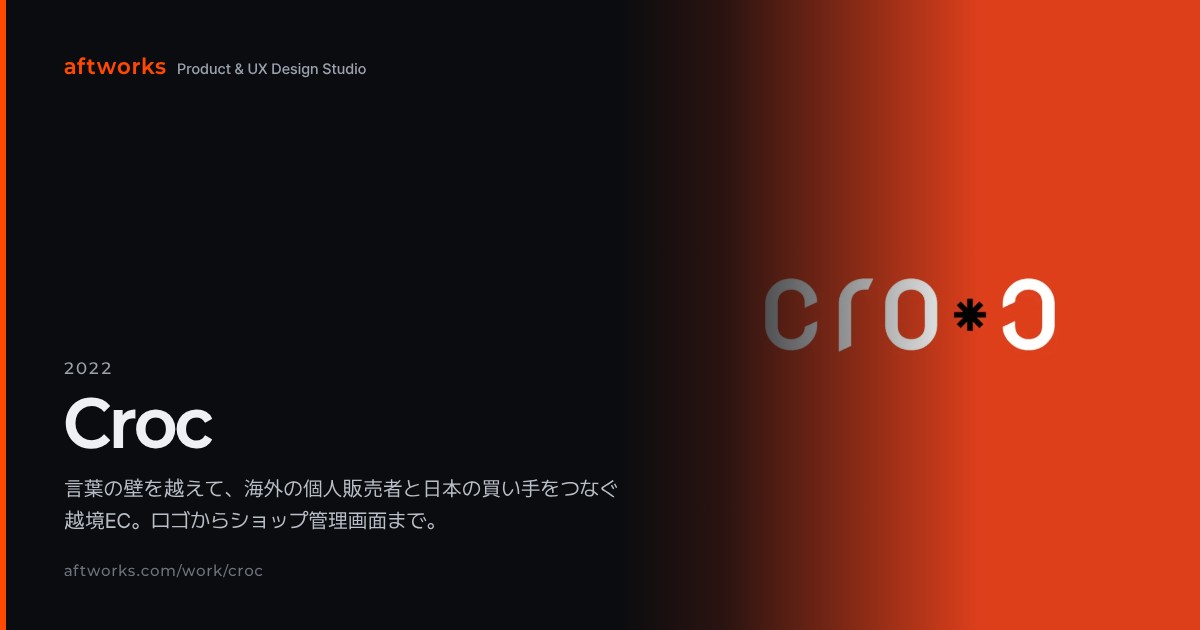 aftworks Product & UX Design Studio
cro*c
2022
Croc
言葉の壁を越えて、海外の個人販売者と日本の買い手をつなぐ
越境EC。ロゴからショップ管理画面まで。
aftworks.com/work/croc